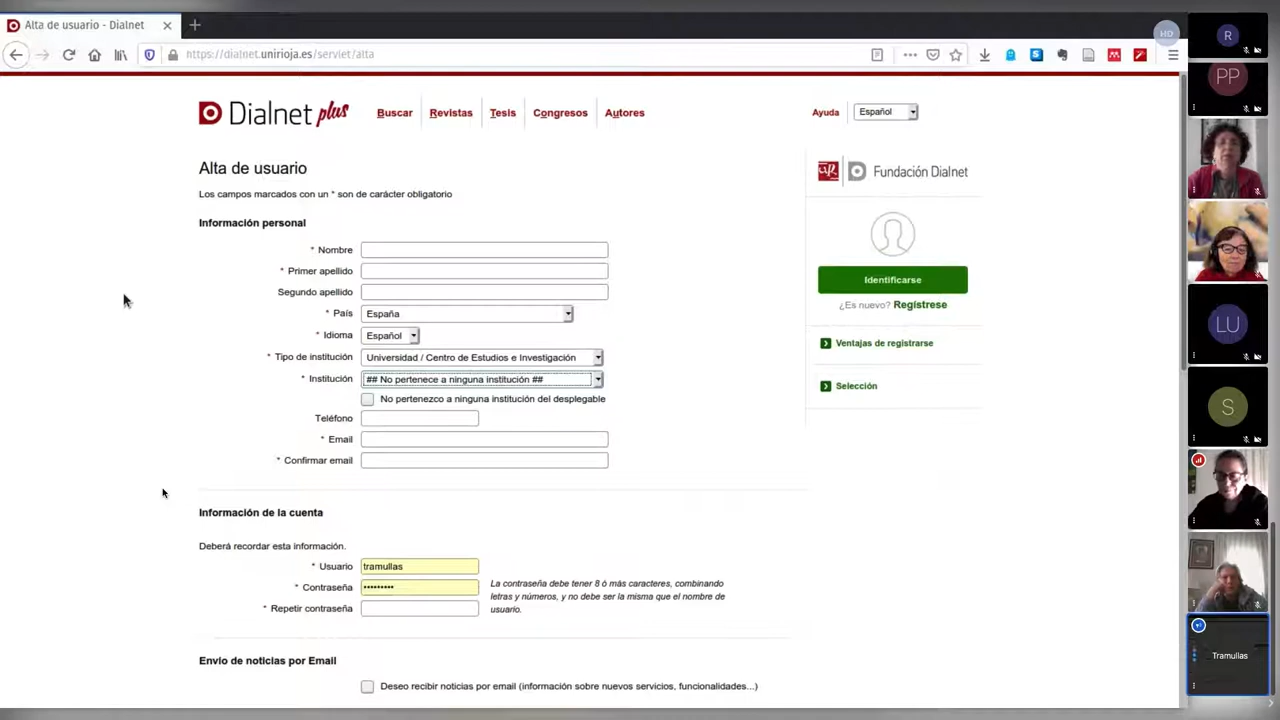 Alta de usuario - Dialnet
https://dialnet.unirioja.es/servlet/alta
Dialnet plus
Buscar
Revistas
Tesis
Congresos
Autores
Ayuda
Español
Alta de usuario
Los campos marcados con un * son de carácter obligatorio
Fundación Dialnet
Información personal
* Nombre
* Primer apellido
Segundo apellido
* País España
* Idioma Español
* Tipo de institución Universidad / Centro de Estudios e Investigación
* Institución ## No pertenece a ninguna institución ##
No pertenezco a ninguna institución del desplegable
Teléfono
* Email
* Confirmar email
Identificarse
¿Es nuevo? Regístrese
Ventajas de registrarse
Selección
Información de la cuenta
Deberá recordar esta información.
* Usuario tramullas
* Contraseña •••••••••
* Repetir contraseña
La contraseña debe tener 8 ó más caracteres, combinando
letras y números, y no debe ser la misma que el nombre de
usuario.
Envio de noticias por Email
Deseo recibir noticias por email (información sobre nuevos servicios, funcionalidades...)
MD
R
PP
LU
S
Tramullas